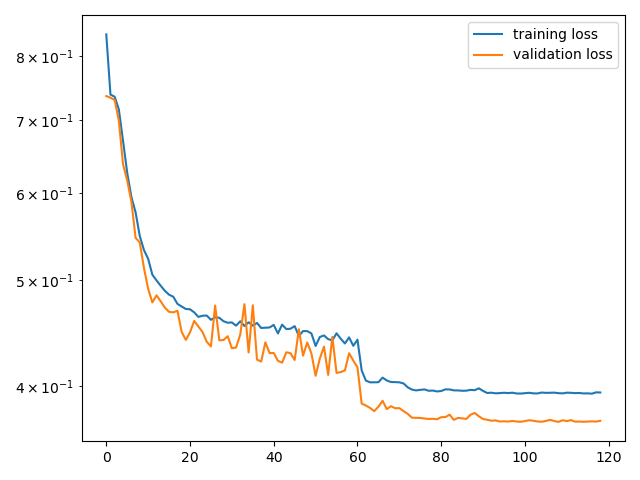 training loss
validation loss
8 × 10⁻¹
7 × 10⁻¹
6 × 10⁻¹
5 × 10⁻¹
4 × 10⁻¹
0 20 40 60 80 100 120